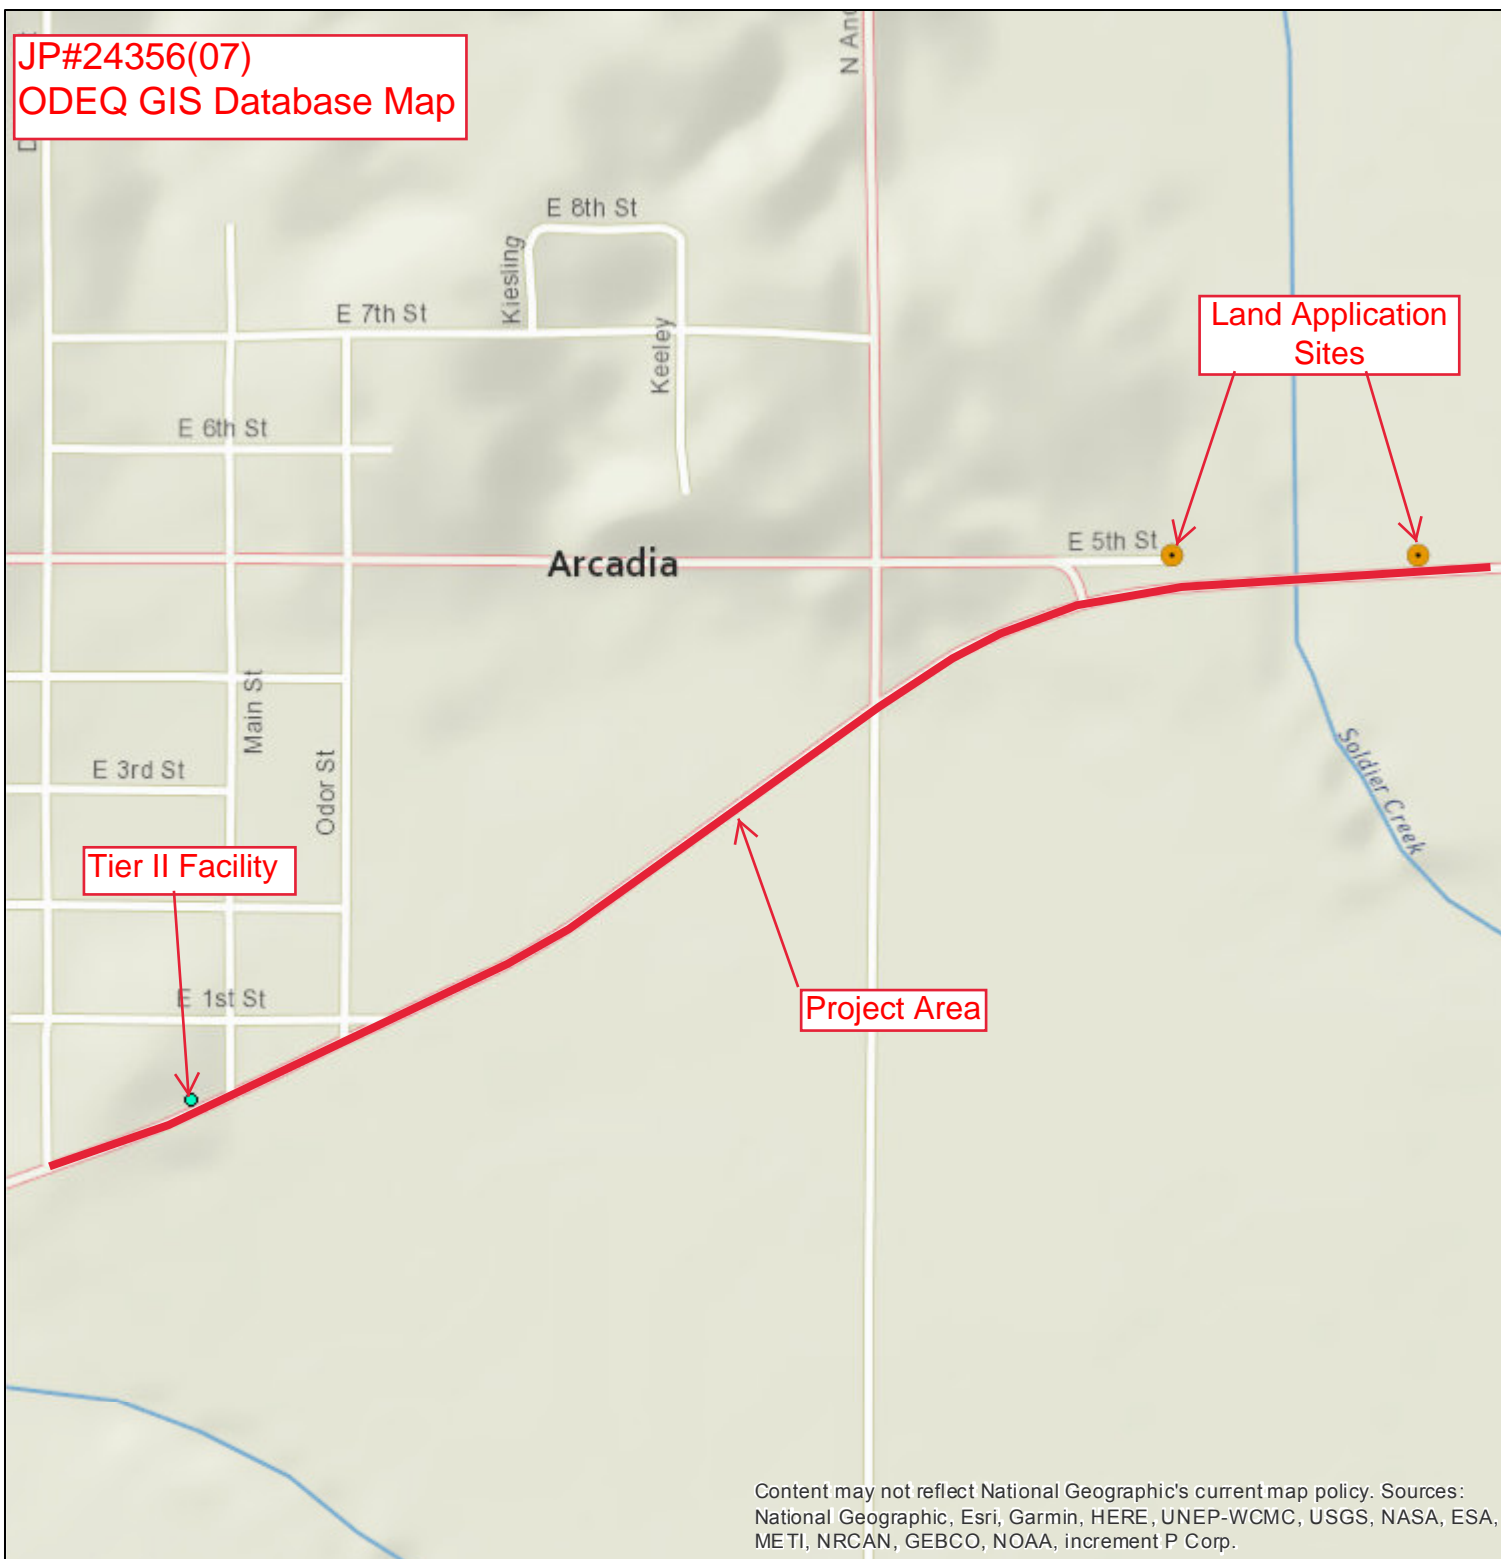 JP#24356(07)
ODEQ GIS Database Map
E 8th St
Kiesling
E 7th St
Keeley
Land Application
Sites
E 6th St
E 5th St
Arcadia
Main St
Odor St
E 3rd St
Soldier Creek
Tier II Facility
E 1st St
Project Area
Content may not reflect National Geographic's current map policy. Sources:
National Geographic, Esri, Garmin, HERE, UNEP-WCMC, USGS, NASA, ESA,
METI, NRCAN, GEBCO, NOAA, increment P Corp.